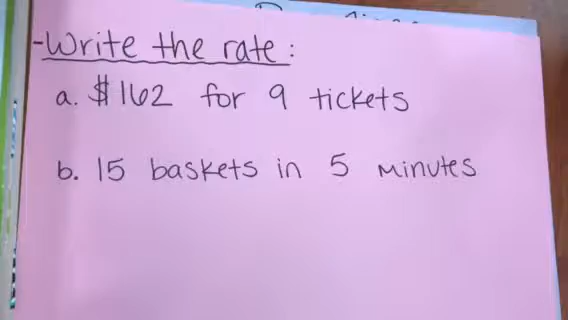 -Write the rate:
a. $162 for 9 tickets
b. 15 baskets in 5 minutes